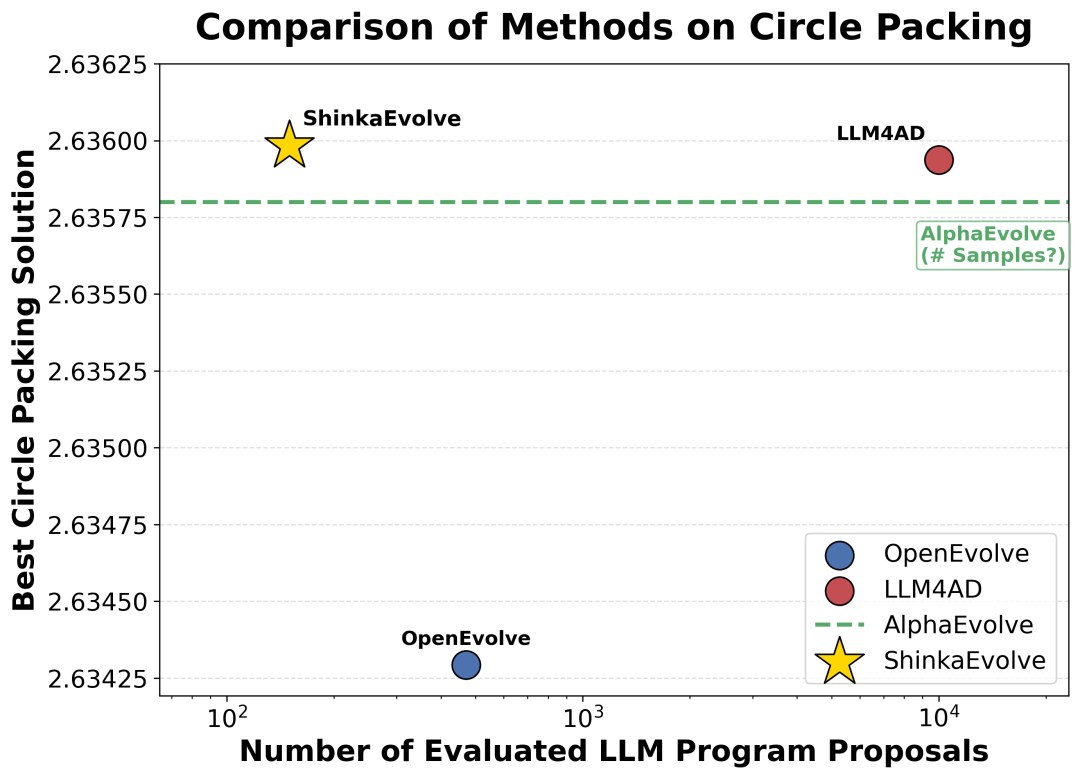 Comparison of Methods on Circle Packing
Best Circle Packing Solution
2.63625
2.63600
2.63575
2.63550
2.63525
2.63500
2.63475
2.63450
2.63425
ShinkaEvolve
LLM4AD
AlphaEvolve
(# Samples?)
OpenEvolve
OpenEvolve
LLM4AD
AlphaEvolve
ShinkaEvolve
10² 10³ 10⁴
Number of Evaluated LLM Program Proposals